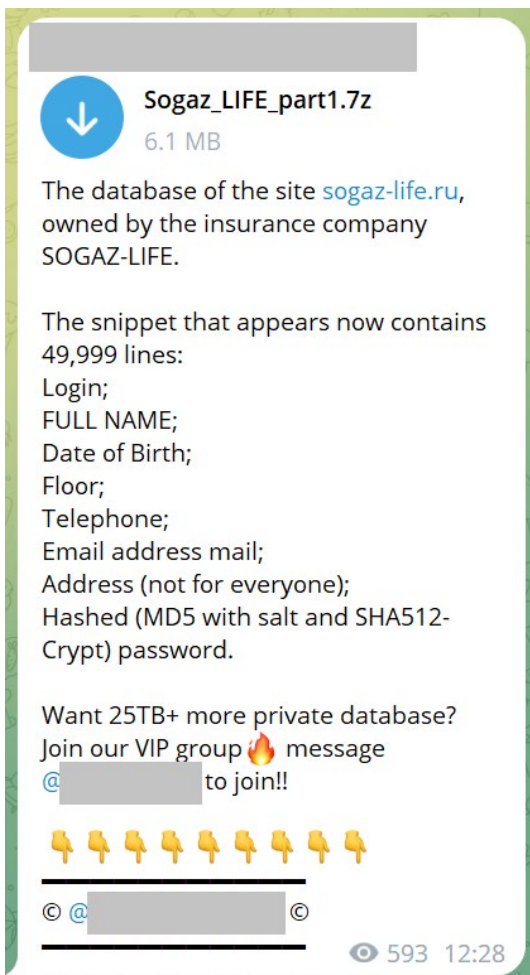 Sogaz_LIFE_part1.7z
6.1 MB
The database of the site sogaz-life.ru,
owned by the insurance company
SOGAZ-LIFE.
The snippet that appears now contains
49,999 lines:
Login;
FULL NAME;
Date of Birth;
Floor;
Telephone;
Email address mail;
Address (not for everyone);
Hashed (MD5 with salt and SHA512-
Crypt) password.
Want 25TB+ more private database?
Join our VIP group🔥 message
@ to join!!
👇👇👇👇👇👇👇👇👇
© @ ©
593 12:28